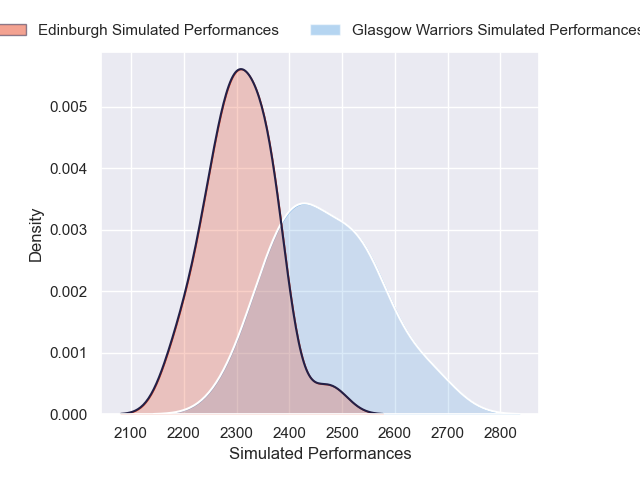 Edinburgh Simulated Performances Glasgow Warriors Simulated Performances
0.005
0.004
0.003
0.002
0.001
0.000
Density
2100 2200 2300 2400 2500 2600 2700 2800
Simulated Performances